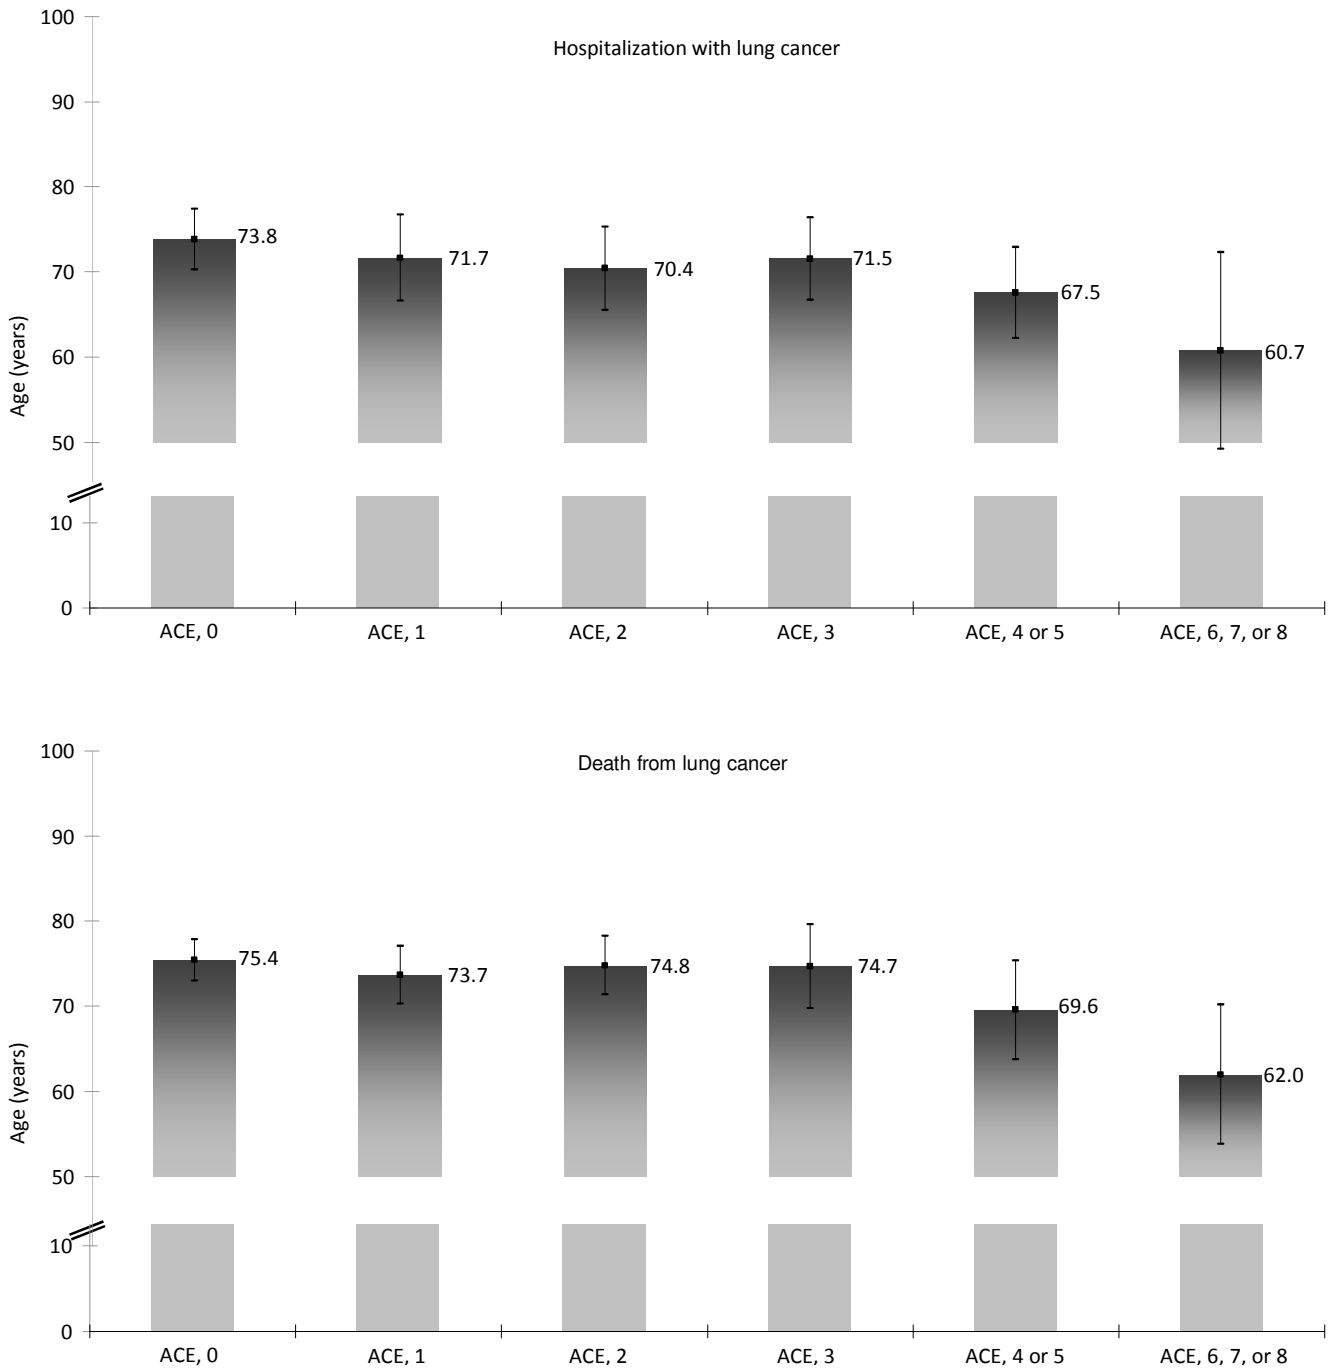 100
Hospitalization with lung cancer
90
80
73.8
71.7
70.4
71.5
67.5
60.7
70
60
50
10
0
Age (years)
ACE, 0
ACE, 1
ACE, 2
ACE, 3
ACE, 4 or 5
ACE, 6, 7, or 8
100
Death from lung cancer
90
80
75.4
73.7
74.8
74.7
69.6
62.0
70
60
50
10
0
Age (years)
ACE, 0
ACE, 1
ACE, 2
ACE, 3
ACE, 4 or 5
ACE, 6, 7, or 8